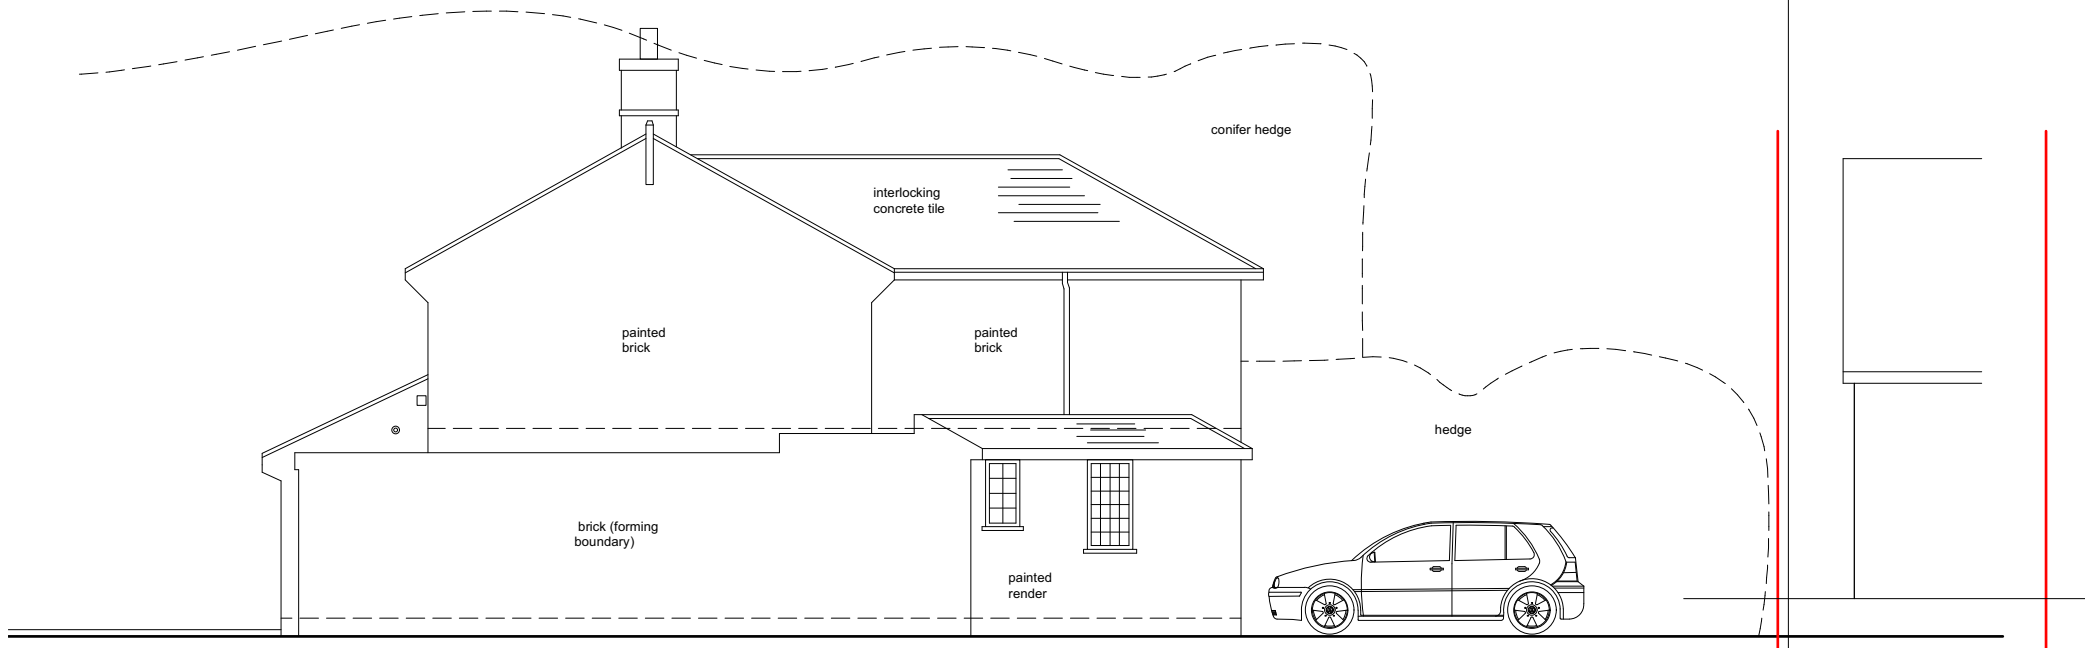 conifer hedge
interlocking
concrete tile
painted
brick
painted
brick
hedge
brick (forming
boundary)
painted
render